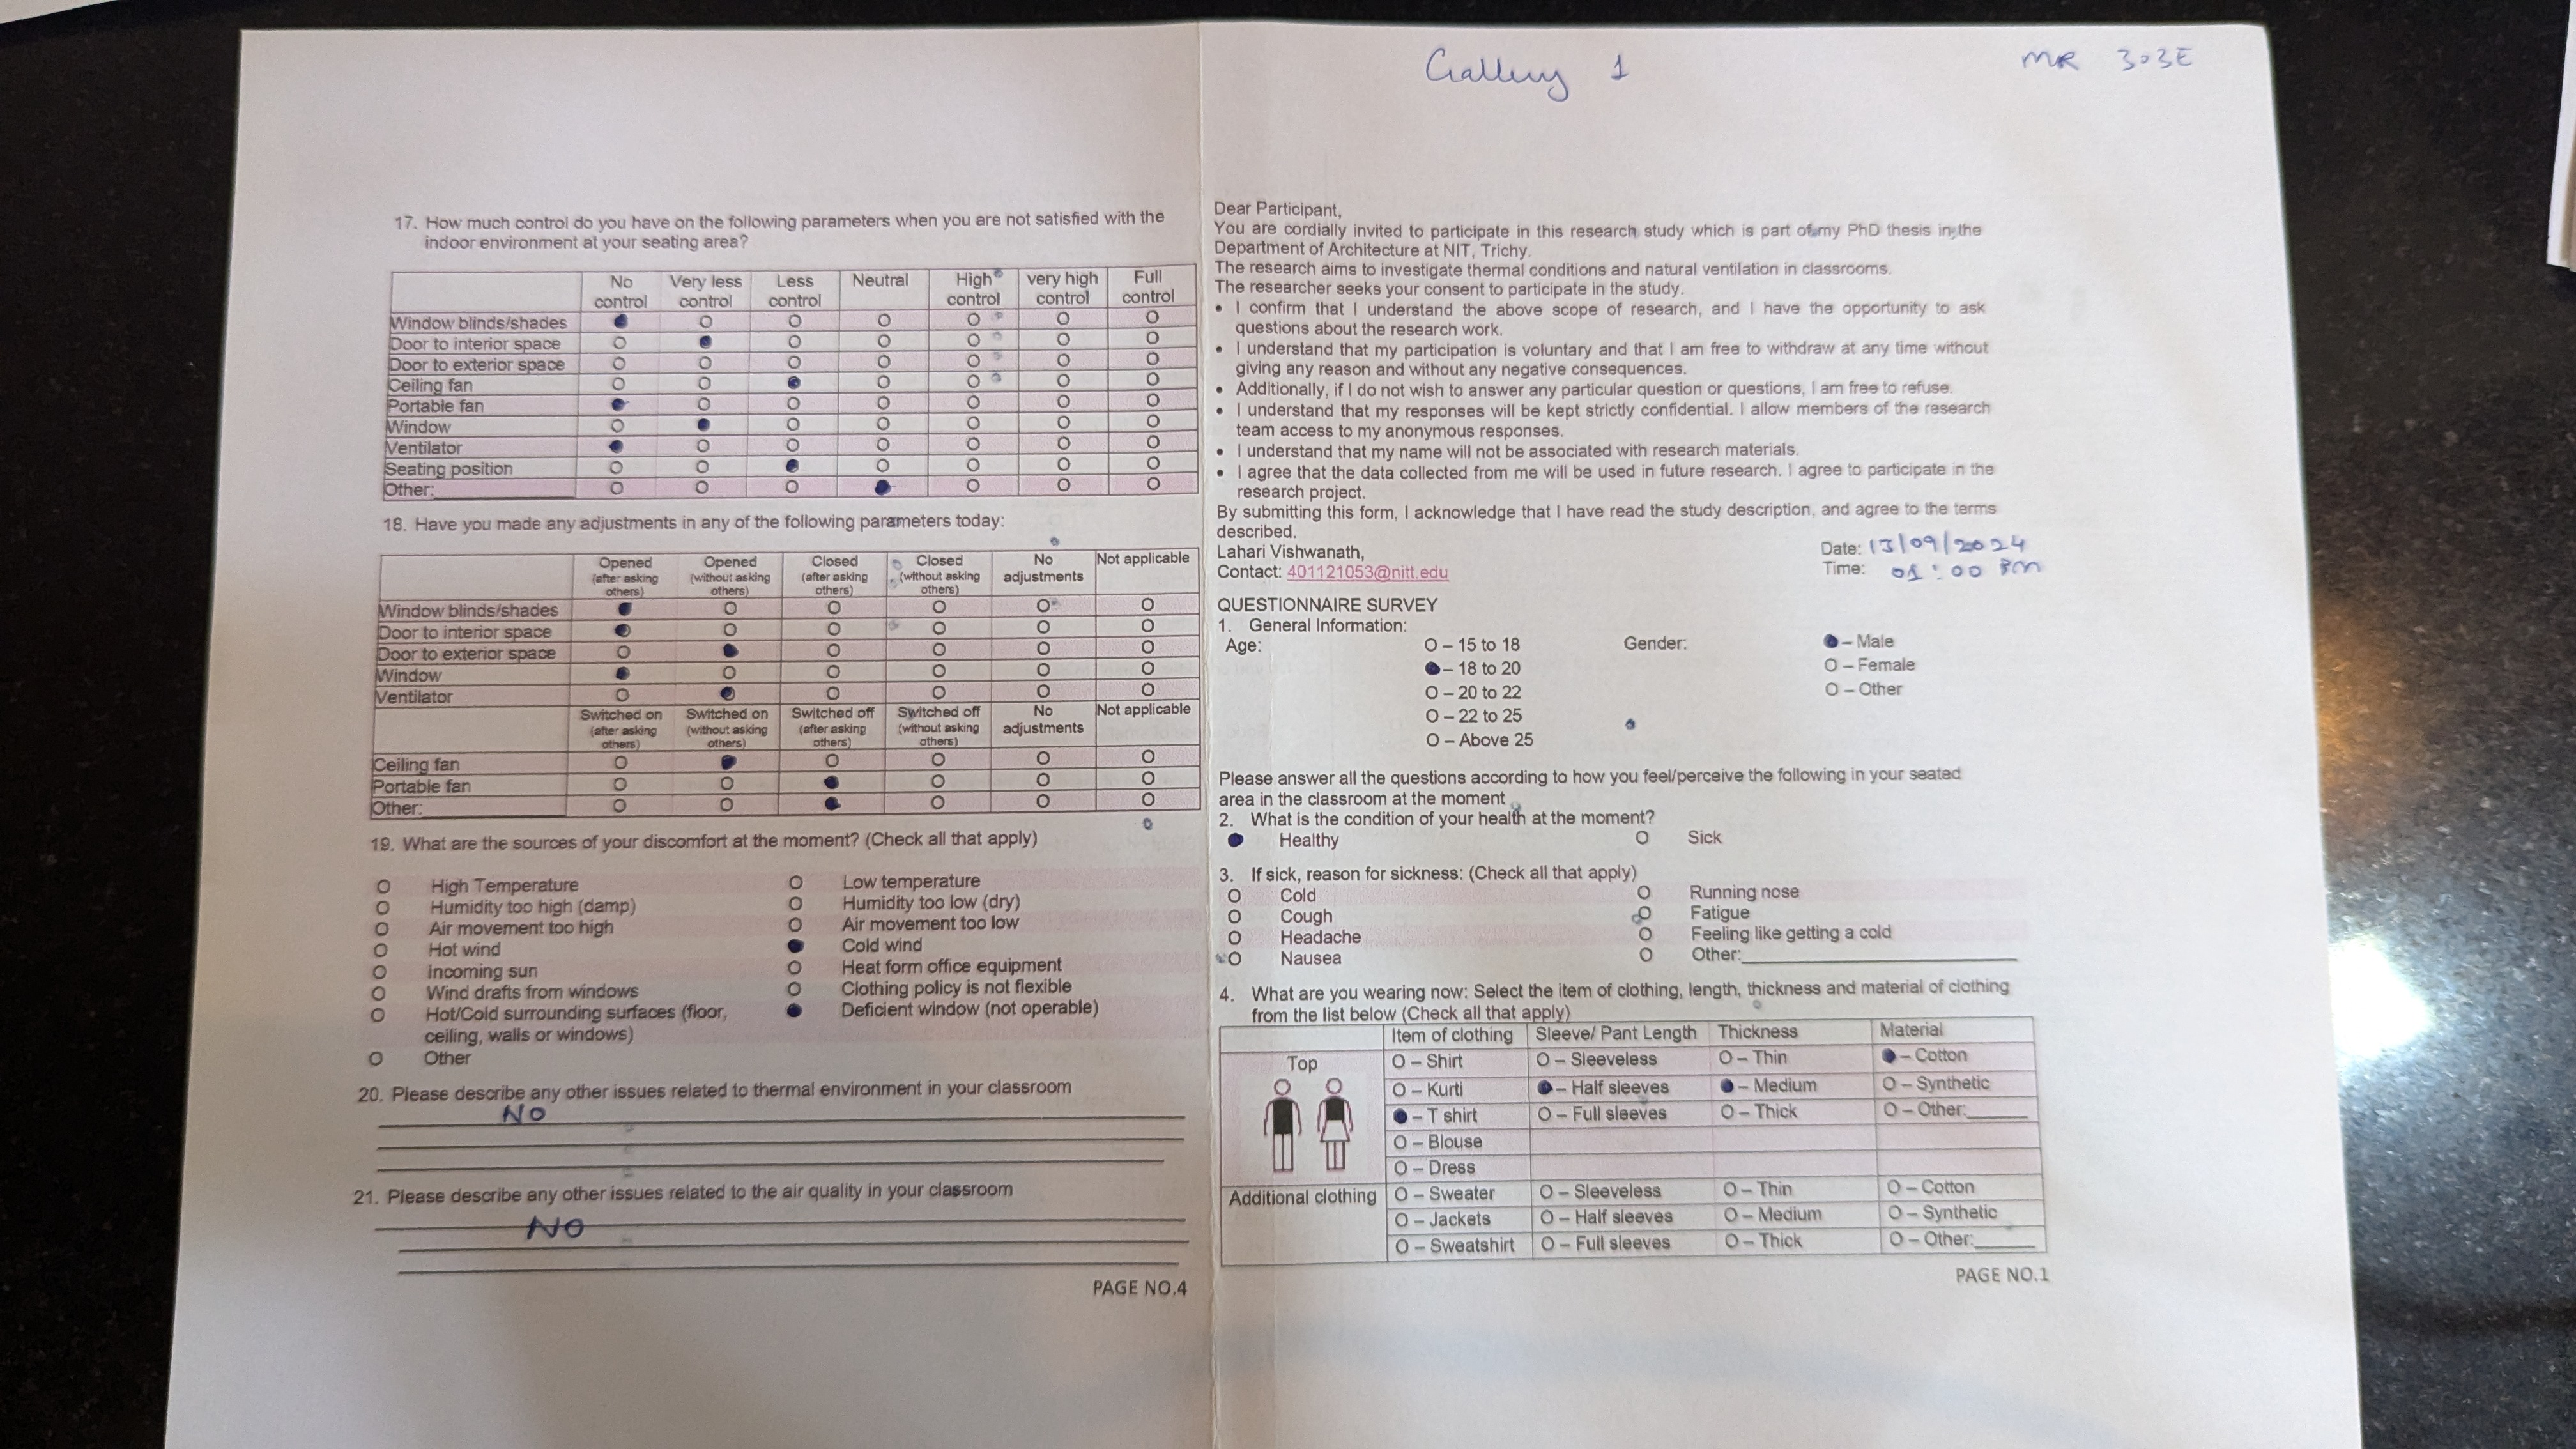 17. How much control do you have on the following parameters when you are not satisfied with the
indoor environment at your seating area?
No control Very less control Less control Neutral High control very high control Full control
Window blinds/shades ● O O O O O O
Door to interior space O ● O O O O O
Door to exterior space O O O O O O O
Ceiling fan O O ● O O O O
Portable fan ● O O O O O O
Window O ● O O O O O
Ventilator ● O O O O O O
Seating position O O ● O O O O
Other: O O O ● O O O
18. Have you made any adjustments in any of the following parameters today:
Opened (after asking others) Opened (without asking others) Closed (after asking others) Closed (without asking others) No adjustments Not applicable
Window blinds/shades ● O O O O O
Door to interior space ● O O O O O
Door to exterior space O ● O O O O
Window ● O O O O O
Ventilator O ● O O O O
Switched on (after asking others) Switched on (without asking others) Switched off (after asking others) Switched off (without asking others) No adjustments Not applicable
Ceiling fan O ● O O O O
Portable fan O O ● O O O
Other: O O ● O O O
19. What are the sources of your discomfort at the moment? (Check all that apply)
O High Temperature O Low temperature
O Humidity too high (damp) O Humidity too low (dry)
O Air movement too high O Air movement too low
O Hot wind ● Cold wind
O Incoming sun O Heat form office equipment
O Wind drafts from windows O Clothing policy is not flexible
O Hot/Cold surrounding surfaces (floor, ● Deficient window (not operable)
ceiling, walls or windows)
O Other
20. Please describe any other issues related to thermal environment in your classroom
NO
21. Please describe any other issues related to the air quality in your classroom
NO
PAGE NO.4
Gallery 1
MR 303E
Dear Participant,
You are cordially invited to participate in this research study which is part of my PhD thesis in the
Department of Architecture at NIT, Trichy.
The research aims to investigate thermal conditions and natural ventilation in classrooms.
The researcher seeks your consent to participate in the study.
• I confirm that I understand the above scope of research, and I have the opportunity to ask
questions about the research work.
• I understand that my participation is voluntary and that I am free to withdraw at any time without
giving any reason and without any negative consequences.
• Additionally, if I do not wish to answer any particular question or questions, I am free to refuse.
• I understand that my responses will be kept strictly confidential. I allow members of the research
team access to my anonymous responses.
• I understand that my name will not be associated with research materials.
• I agree that the data collected from me will be used in future research. I agree to participate in the
research project.
By submitting this form, I acknowledge that I have read the study description, and agree to the terms
described.
Lahari Vishwanath, Date: 13/09/2024
Contact: 401121053@nitt.edu Time: 01:00 PM
QUESTIONNAIRE SURVEY
1. General Information:
Age: O – 15 to 18 Gender: ● – Male
● – 18 to 20 O – Female
O – 20 to 22 O – Other
O – 22 to 25
O – Above 25
Please answer all the questions according to how you feel/perceive the following in your seated
area in the classroom at the moment
2. What is the condition of your health at the moment?
● Healthy O Sick
3. If sick, reason for sickness: (Check all that apply)
O Cold O Running nose
O Cough O Fatigue
O Headache O Feeling like getting a cold
O Nausea O Other:
4. What are you wearing now: Select the item of clothing, length, thickness and material of clothing
from the list below (Check all that apply)
Item of clothing Sleeve/ Pant Length Thickness Material
Top O – Shirt O – Sleeveless O – Thin ● – Cotton
O – Kurti ● – Half sleeves ● – Medium O – Synthetic
● – T shirt O – Full sleeves O – Thick O – Other:
O – Blouse
O – Dress
Additional clothing O – Sweater O – Sleeveless O – Thin O – Cotton
O – Jackets O – Half sleeves O – Medium O – Synthetic
O – Sweatshirt O – Full sleeves O – Thick O – Other:
PAGE NO.1